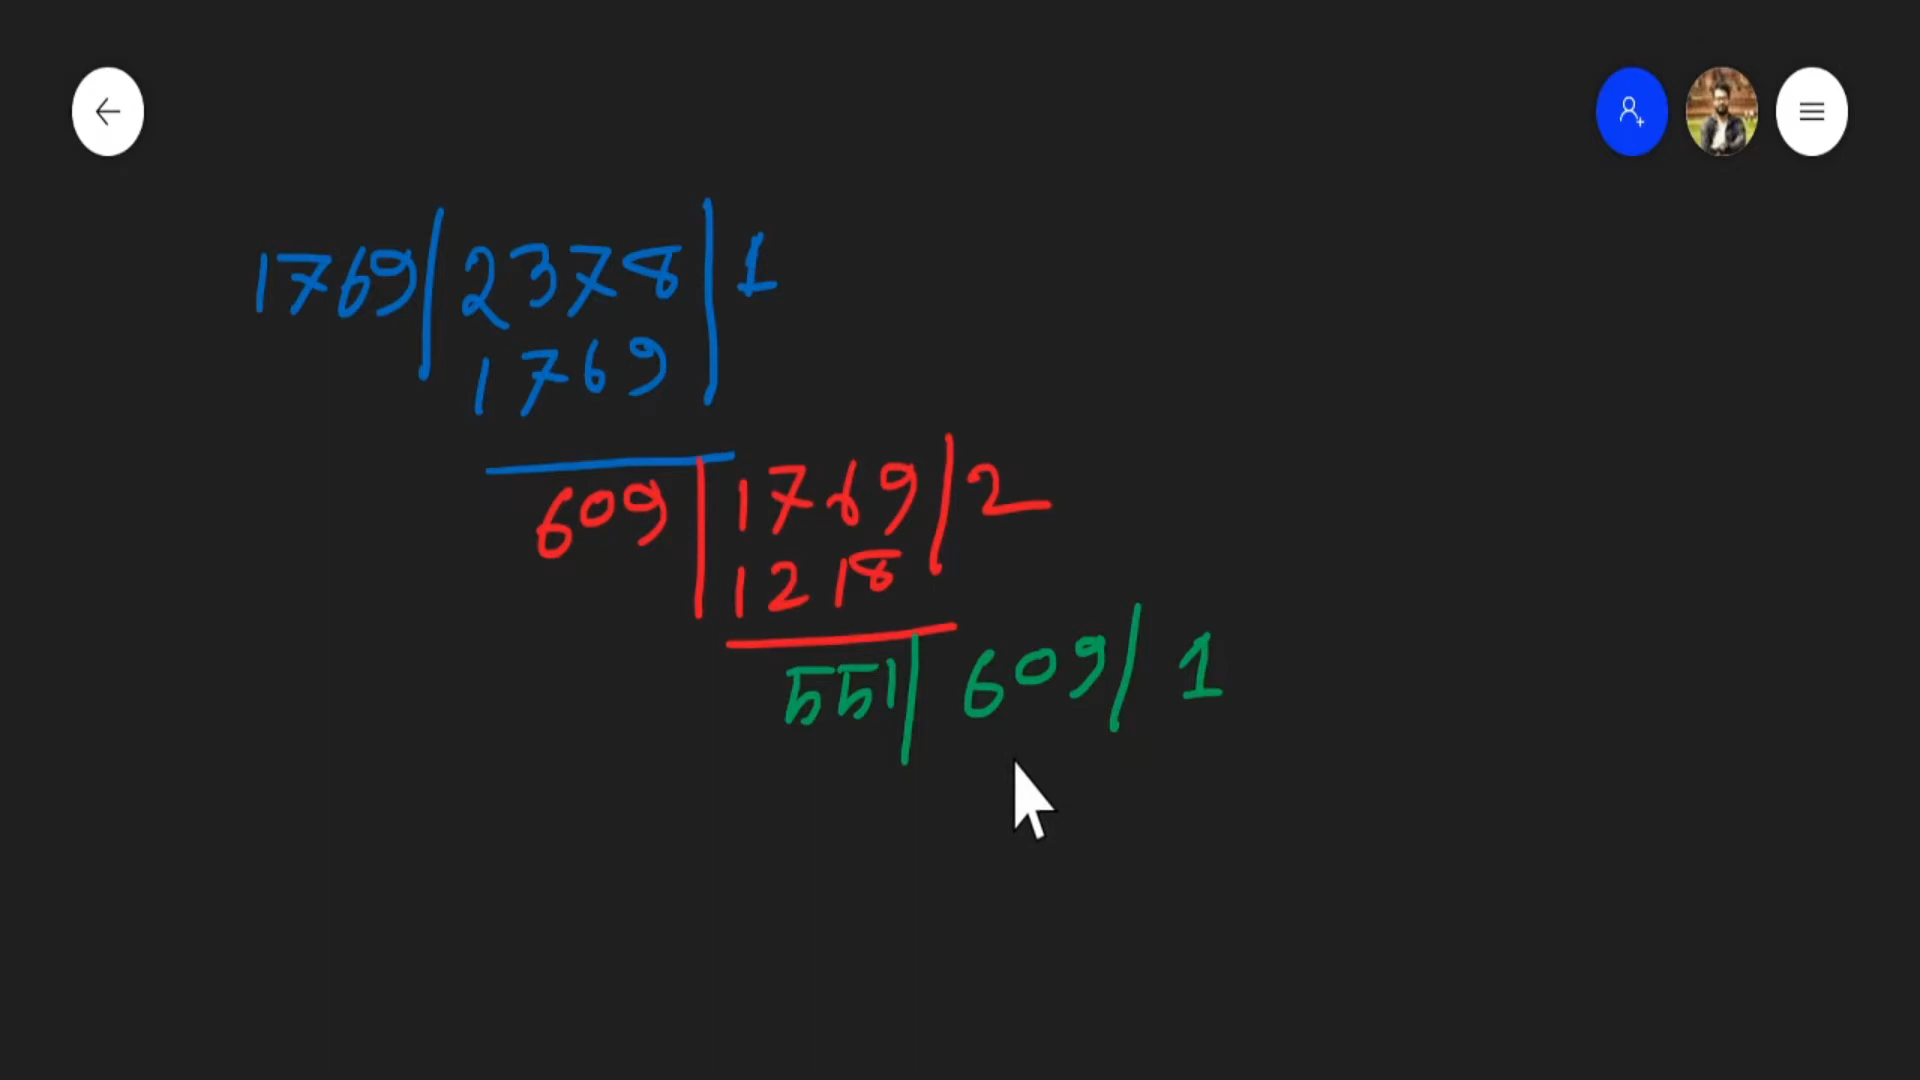 1769 | 2378 | 1
1769
609 | 1769 | 2
1218
551 | 609 | 1